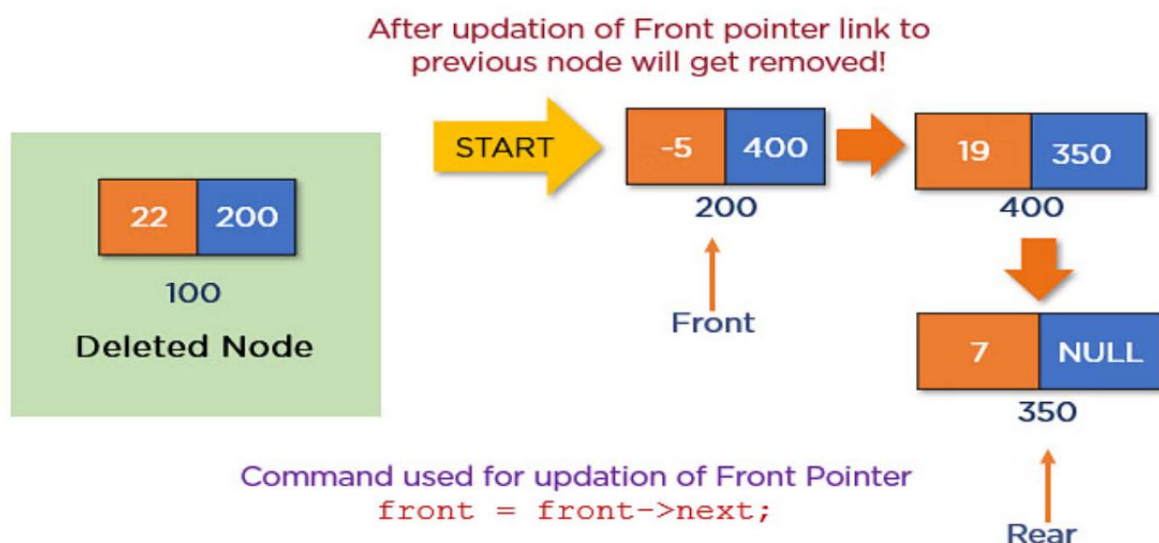 After updation of Front pointer link to
previous node will get removed!
START
-5 400
200
Front
19 350
400
7 NULL
350
Rear
22 200
100
Deleted Node
Command used for updation of Front Pointer
front = front->next;